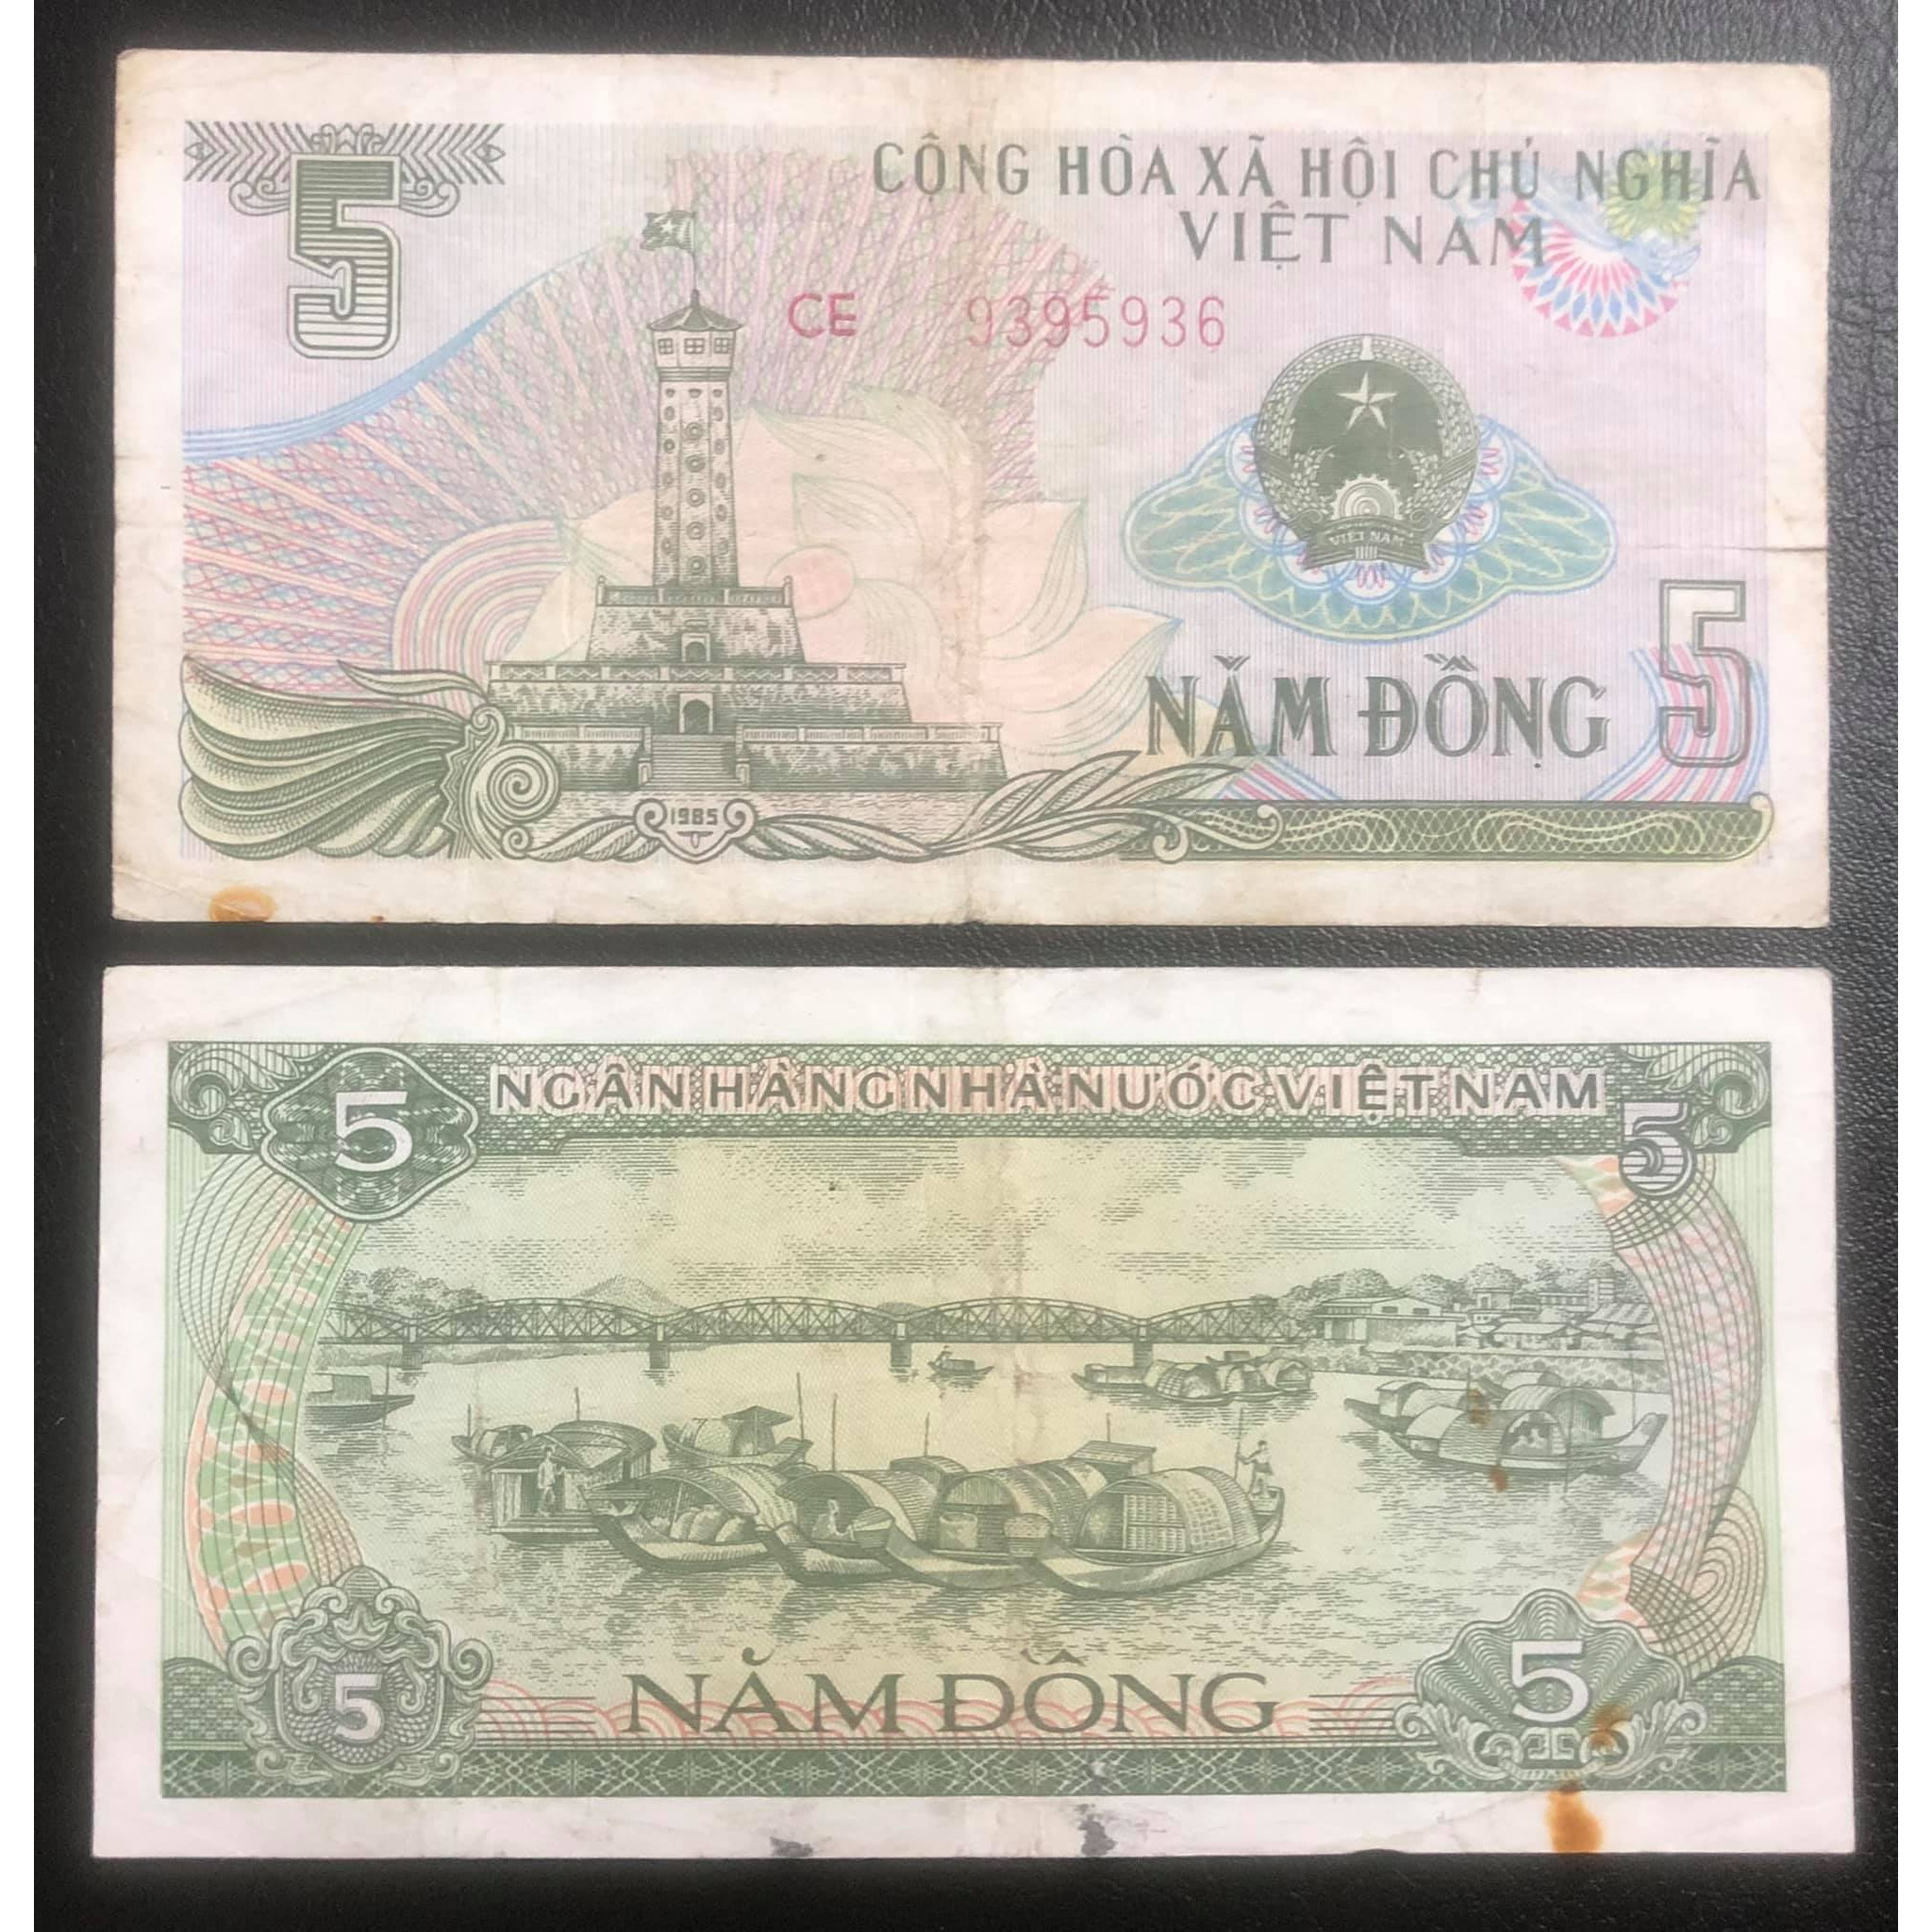 5
CỘNG HÒA XÃ HỘI CHỦ NGHĨA
VIỆT NAM
CE 9395936
VIỆT NAM
NĂM ĐỒNG
5
1985
NGÂN HÀNG NHÀ NƯỚC VIỆT NAM
5
5
NĂM ĐỒNG
5
5